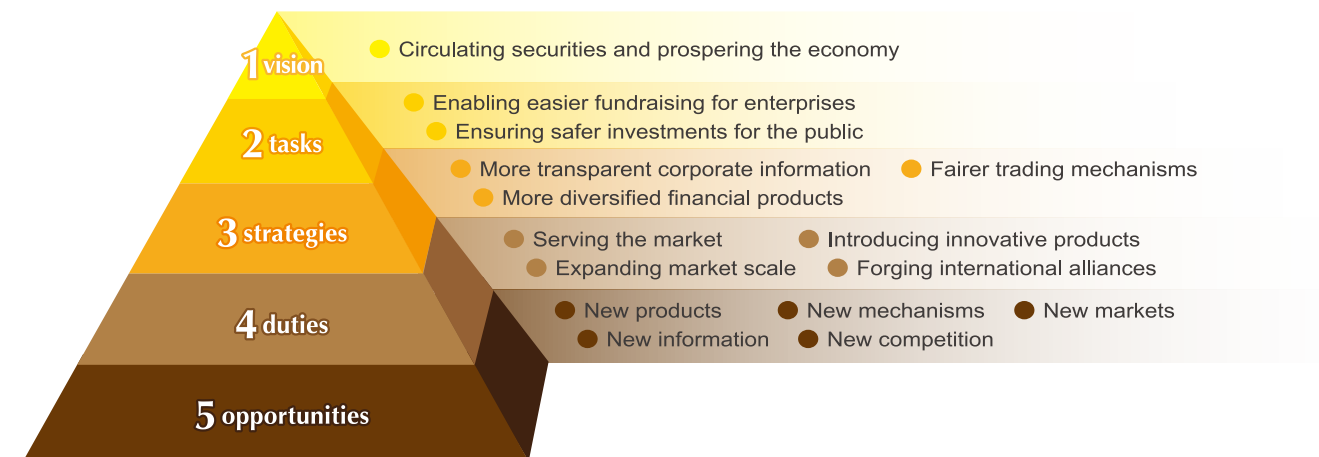 1 vision
Circulating securities and prospering the economy
2 tasks
Enabling easier fundraising for enterprises
Ensuring safer investments for the public
3 strategies
More transparent corporate information Fairer trading mechanisms
More diversified financial products
4 duties
Serving the market Introducing innovative products
Expanding market scale Forging international alliances
5 opportunities
New products New mechanisms New markets
New information New competition